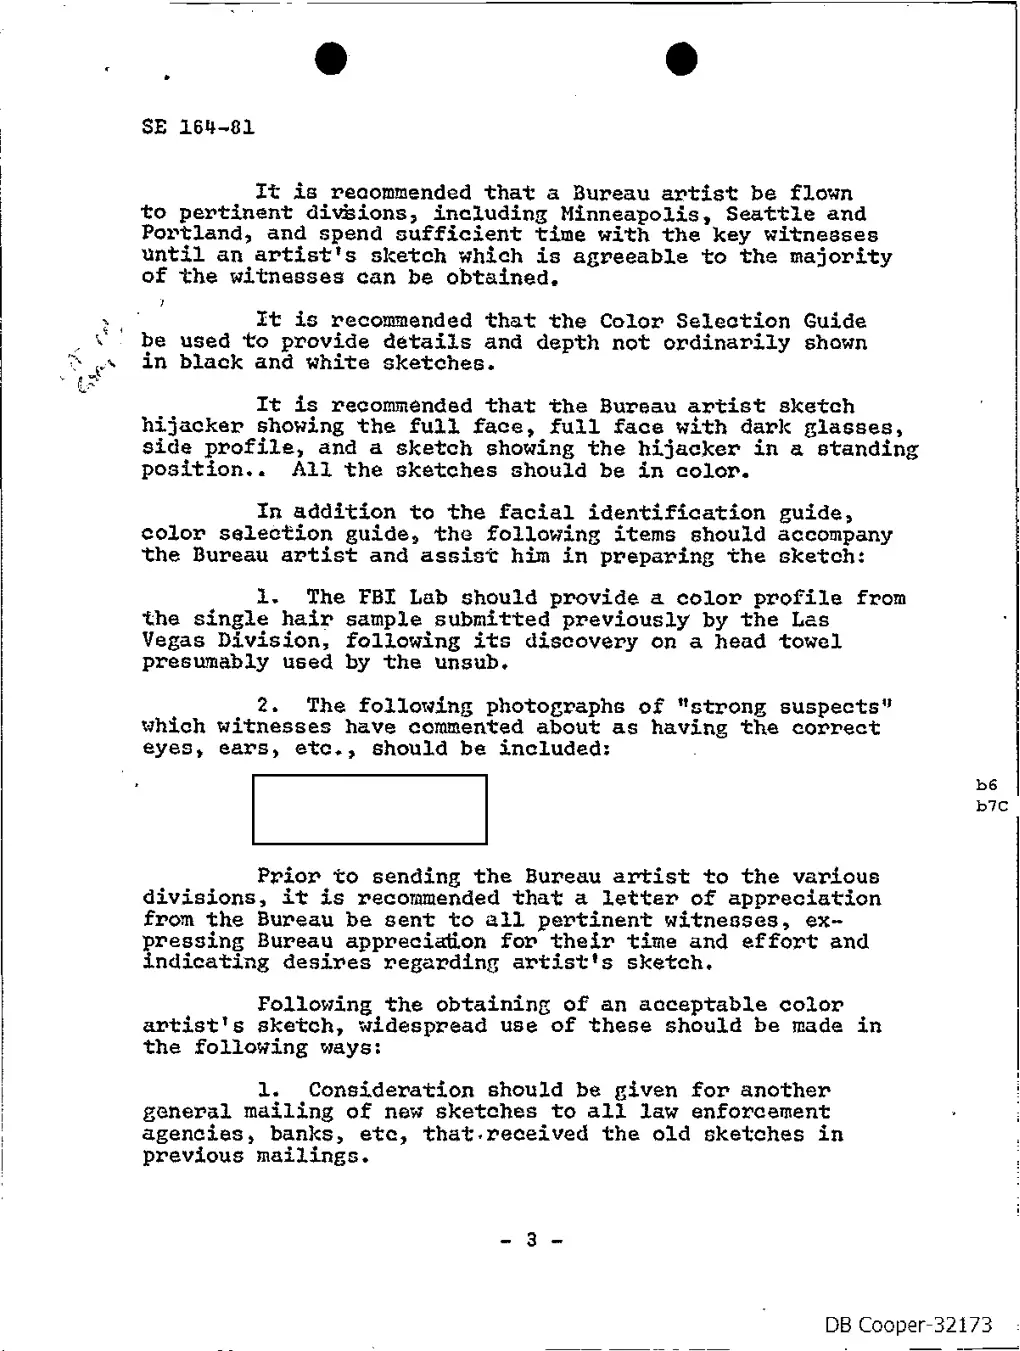 SE 164-81
It is recommended that a Bureau artist be flown
to pertinent divisions, including Minneapolis, Seattle and
Portland, and spend sufficient time with the key witnesses
until an artist's sketch which is agreeable to the majority
of the witnesses can be obtained.
It is recommended that the Color Selection Guide
be used to provide details and depth not ordinarily shown
in black and white sketches.
It is recommended that the Bureau artist sketch
hijacker showing the full face, full face with dark glasses,
side profile, and a sketch showing the hijacker in a standing
position.. All the sketches should be in color.
In addition to the facial identification guide,
color selection guide, the following items should accompany
the Bureau artist and assist him in preparing the sketch:
1. The FBI Lab should provide a color profile from
the single hair sample submitted previously by the Las
Vegas Division, following its discovery on a head towel
presumably used by the unsub.
2. The following photographs of "strong suspects"
which witnesses have commented about as having the correct
eyes, ears, etc., should be included:
b6
b7C
Prior to sending the Bureau artist to the various
divisions, it is recommended that a letter of appreciation
from the Bureau be sent to all pertinent witnesses, ex-
pressing Bureau appreciation for their time and effort and
indicating desires regarding artist's sketch.
Following the obtaining of an acceptable color
artist's sketch, widespread use of these should be made in
the following ways:
1. Consideration should be given for another
general mailing of new sketches to all law enforcement
agencies, banks, etc, that received the old sketches in
previous mailings.
- 3 -
DB Cooper-32173